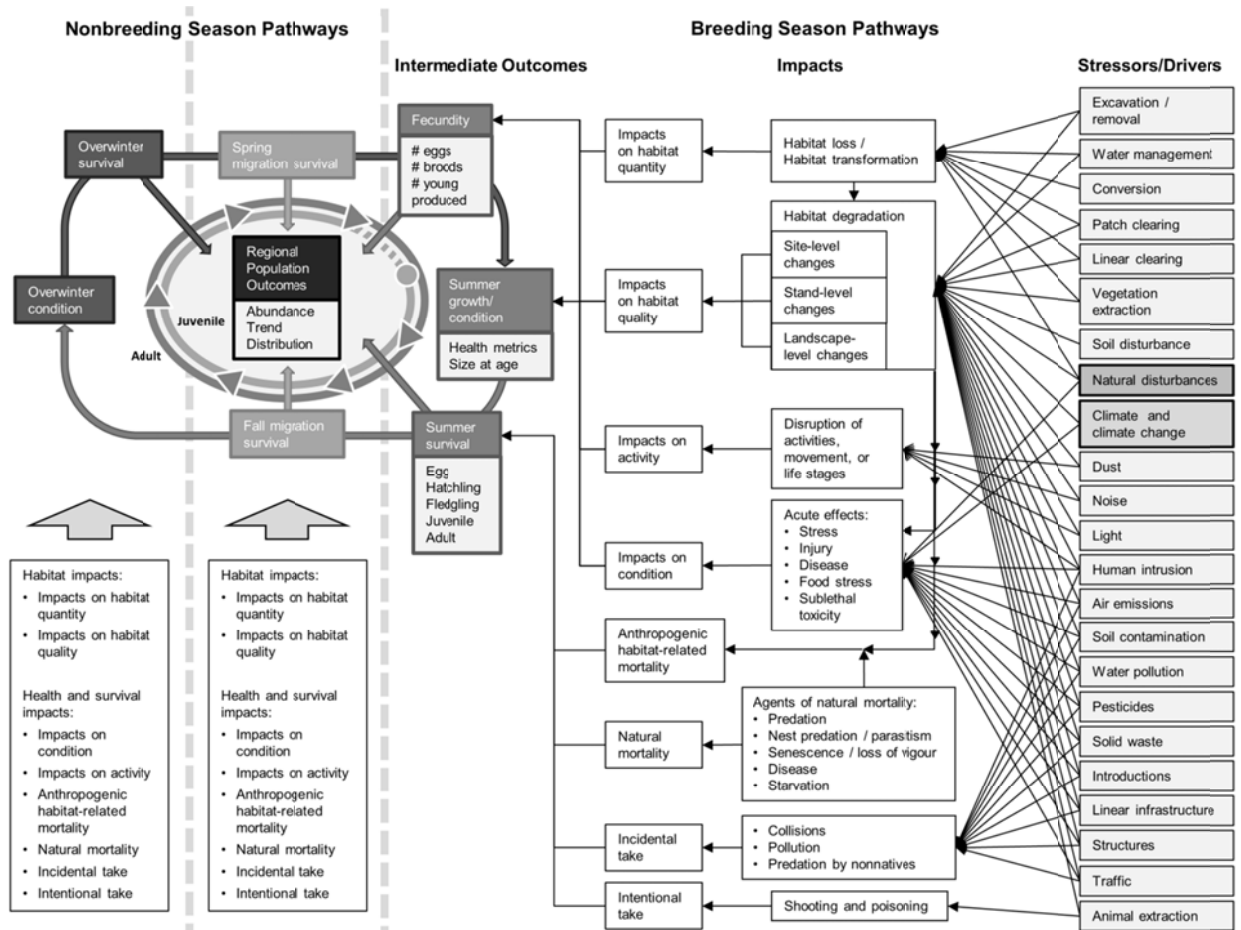 Nonbreeding Season Pathways
Breeding Season Pathways
Intermediate Outcomes
Impacts
Stressors/Drivers
Overwinter
survival
Spring
migration survival
Fecundity
# eggs
# broods
# young
produced
Overwinter
condition
Juvenile
Adult
Regional
Population
Outcomes
Abundance
Trend
Distribution
Summer
growth/
condition
Health metrics
Size at age
Fall migration
survival
Summer
survival
Egg
Hatchling
Fledgling
Juvenile
Adult
Habitat impacts:
• Impacts on habitat
quantity
• Impacts on habitat
quality
Health and survival
impacts:
• Impacts on
condition
• Impacts on activity
• Anthropogenic
habitat-related
mortality
• Natural mortality
• Incidental take
• Intentional take
Habitat impacts:
• Impacts on habitat
quantity
• Impacts on habitat
quality
Health and survival
impacts:
• Impacts on
condition
• Impacts on activity
• Anthropogenic
habitat-related
mortality
• Natural mortality
• Incidental take
• Intentional take
Impacts
on habitat
quantity
Impacts
on habitat
quality
Impacts on
activity
Impacts on
condition
Anthropogenic
habitat-related
mortality
Natural
mortality
Incidental
take
Intentional
take
Habitat loss /
Habitat transformation
Habitat degradation
Site-level
changes
Stand-level
changes
Landscape-
level changes
Disruption of
activities,
movement, or
life stages
Acute effects:
• Stress
• Injury
• Disease
• Food stress
• Sublethal
toxicity
Agents of natural mortality:
• Predation
• Nest predation / parastism
• Senescence / loss of vigour
• Disease
• Starvation
• Collisions
• Pollution
• Predation by nonnatives
Shooting and poisoning
Excavation /
removal
Water management
Conversion
Patch clearing
Linear clearing
Vegetation
extraction
Soil disturbance
Natural disturbances
Climate and
climate change
Dust
Noise
Light
Human intrusion
Air emissions
Soil contamination
Water pollution
Pesticides
Solid waste
Introductions
Linear infrastructure
Structures
Traffic
Animal extraction